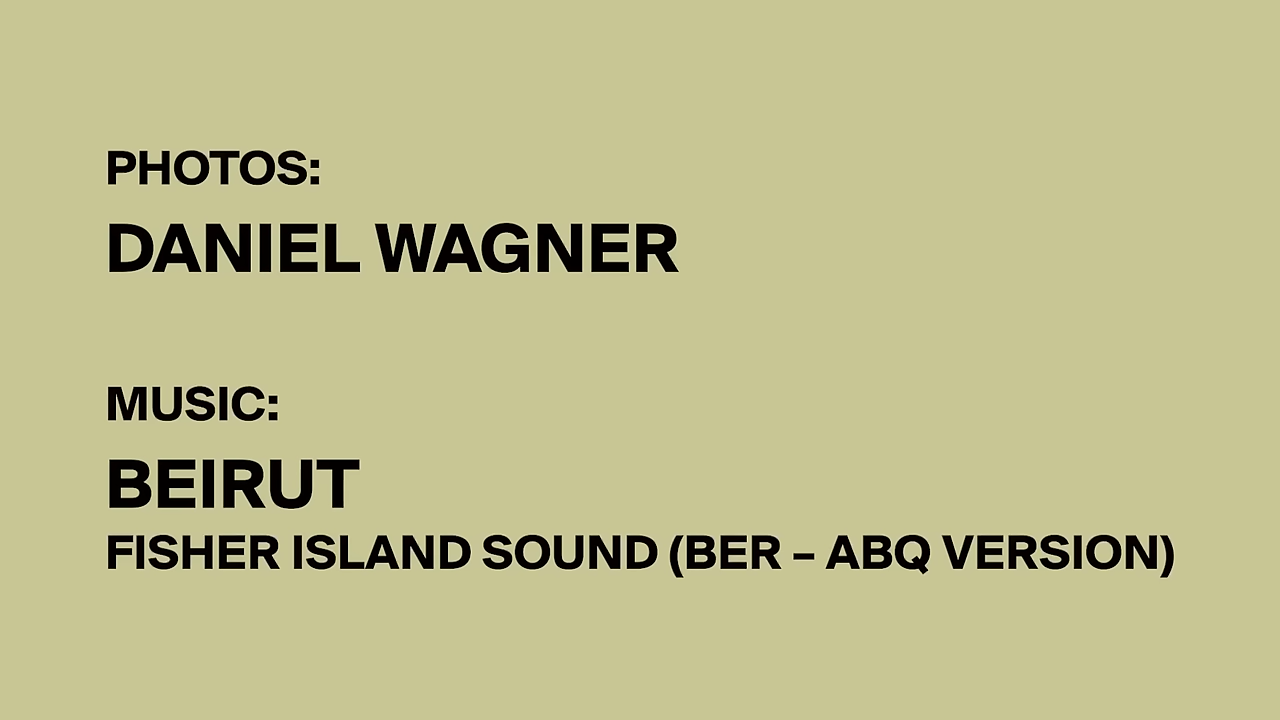 PHOTOS:
DANIEL WAGNER
MUSIC:
BEIRUT
FISHER ISLAND SOUND (BER – ABQ VERSION)